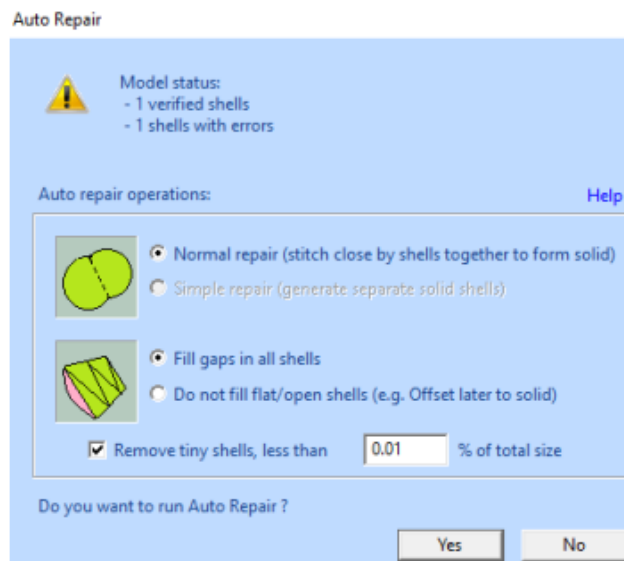 Auto Repair
Model status:
- 1 verified shells
- 1 shells with errors
Auto repair operations:
Help
Normal repair (stitch close by shells together to form solid)
Simple repair (generate separate solid shells)
Fill gaps in all shells
Do not fill flat/open shells (e.g. Offset later to solid)
Remove tiny shells, less than 0.01 % of total size
Do you want to run Auto Repair ?
Yes No